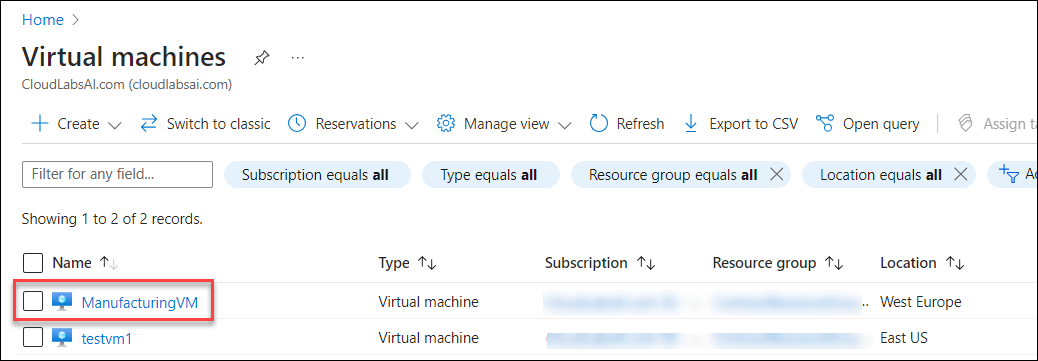 Home >
Virtual machines ...
CloudLabsAI.com (cloudlabsai.com)
Create Switch to classic Reservations Manage view Refresh Export to CSV Open query Assign ta
Filter for any field... Subscription equals all Type equals all Resource group equals all Location equals all Ad
Showing 1 to 2 of 2 records.
Name Type Subscription Resource group Location
ManufacturingVM Virtual machine West Europe
testvm1 Virtual machine East US